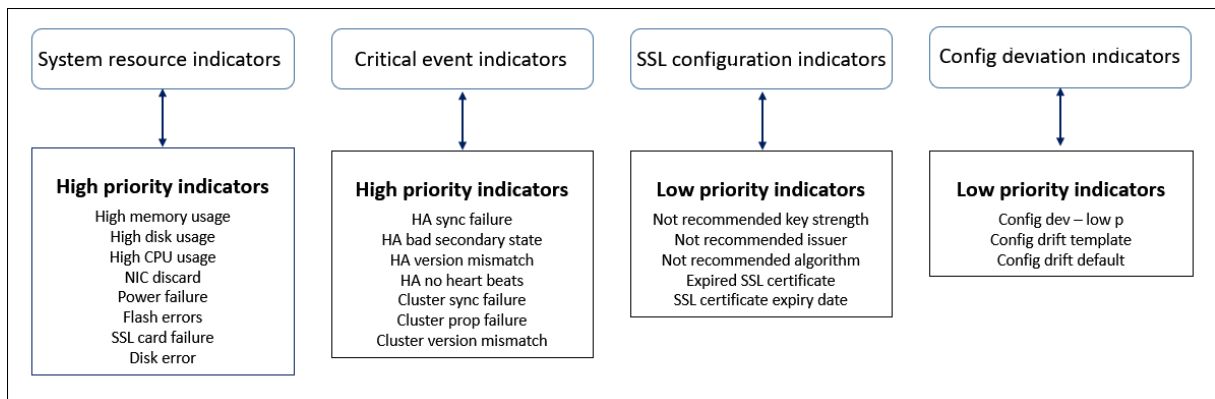 System resource indicators
Critical event indicators
SSL configuration indicators
Config deviation indicators
High priority indicators
High memory usage
High disk usage
High CPU usage
NIC discard
Power failure
Flash errors
SSL card failure
Disk error
High priority indicators
HA sync failure
HA bad secondary state
HA version mismatch
HA no heart beats
Cluster sync failure
Cluster prop failure
Cluster version mismatch
Low priority indicators
Not recommended key strength
Not recommended issuer
Not recommended algorithm
Expired SSL certificate
SSL certificate expiry date
Low priority indicators
Config dev – low p
Config drift template
Config drift default